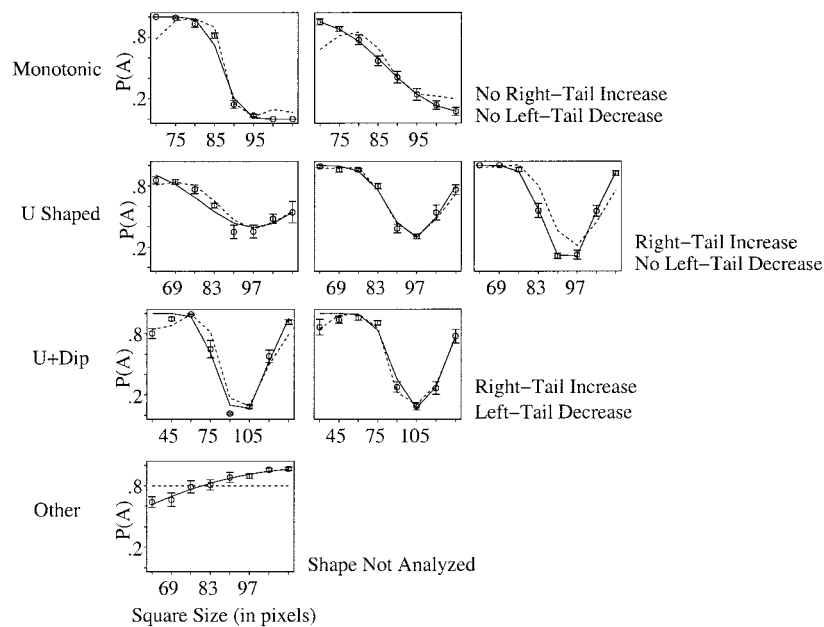 Monotonic
P(A)
.8
.2
75 85 95
75 85 95
No Right-Tail Increase
No Left-Tail Decrease
U Shaped
P(A)
.8
.2
69 83 97
69 83 97
69 83 97
Right-Tail Increase
No Left-Tail Decrease
U+Dip
P(A)
.8
.2
45 75 105
45 75 105
Right-Tail Increase
Left-Tail Decrease
Other
P(A)
.8
.2
69 83 97
Shape Not Analyzed
Square Size (in pixels)